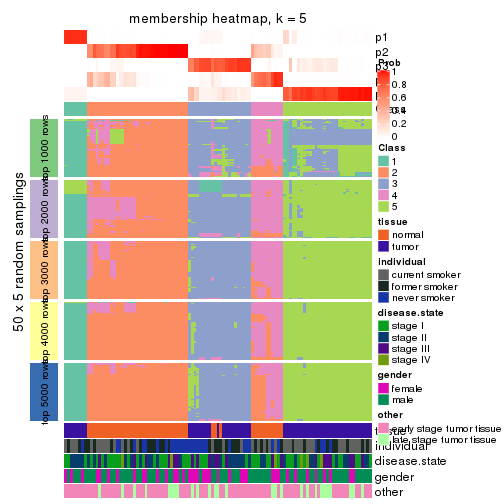 membership heatmap, k = 5
p1
p2
p3
Prob
1
0.8
0.6
0.4
0.2
0
Class
1
2
3
4
5
tissue
normal
tumor
individual
current smoker
former smoker
never smoker
disease.state
stage I
stage II
stage III
stage IV
gender
female
male
other
early stage tumor tissue
late stage tumor tissue
50 x 5 random samplings
top 1000 rows
top 2000 rows
top 3000 rows
top 4000 rows
top 5000 rows
individual
disease.state
gender
other